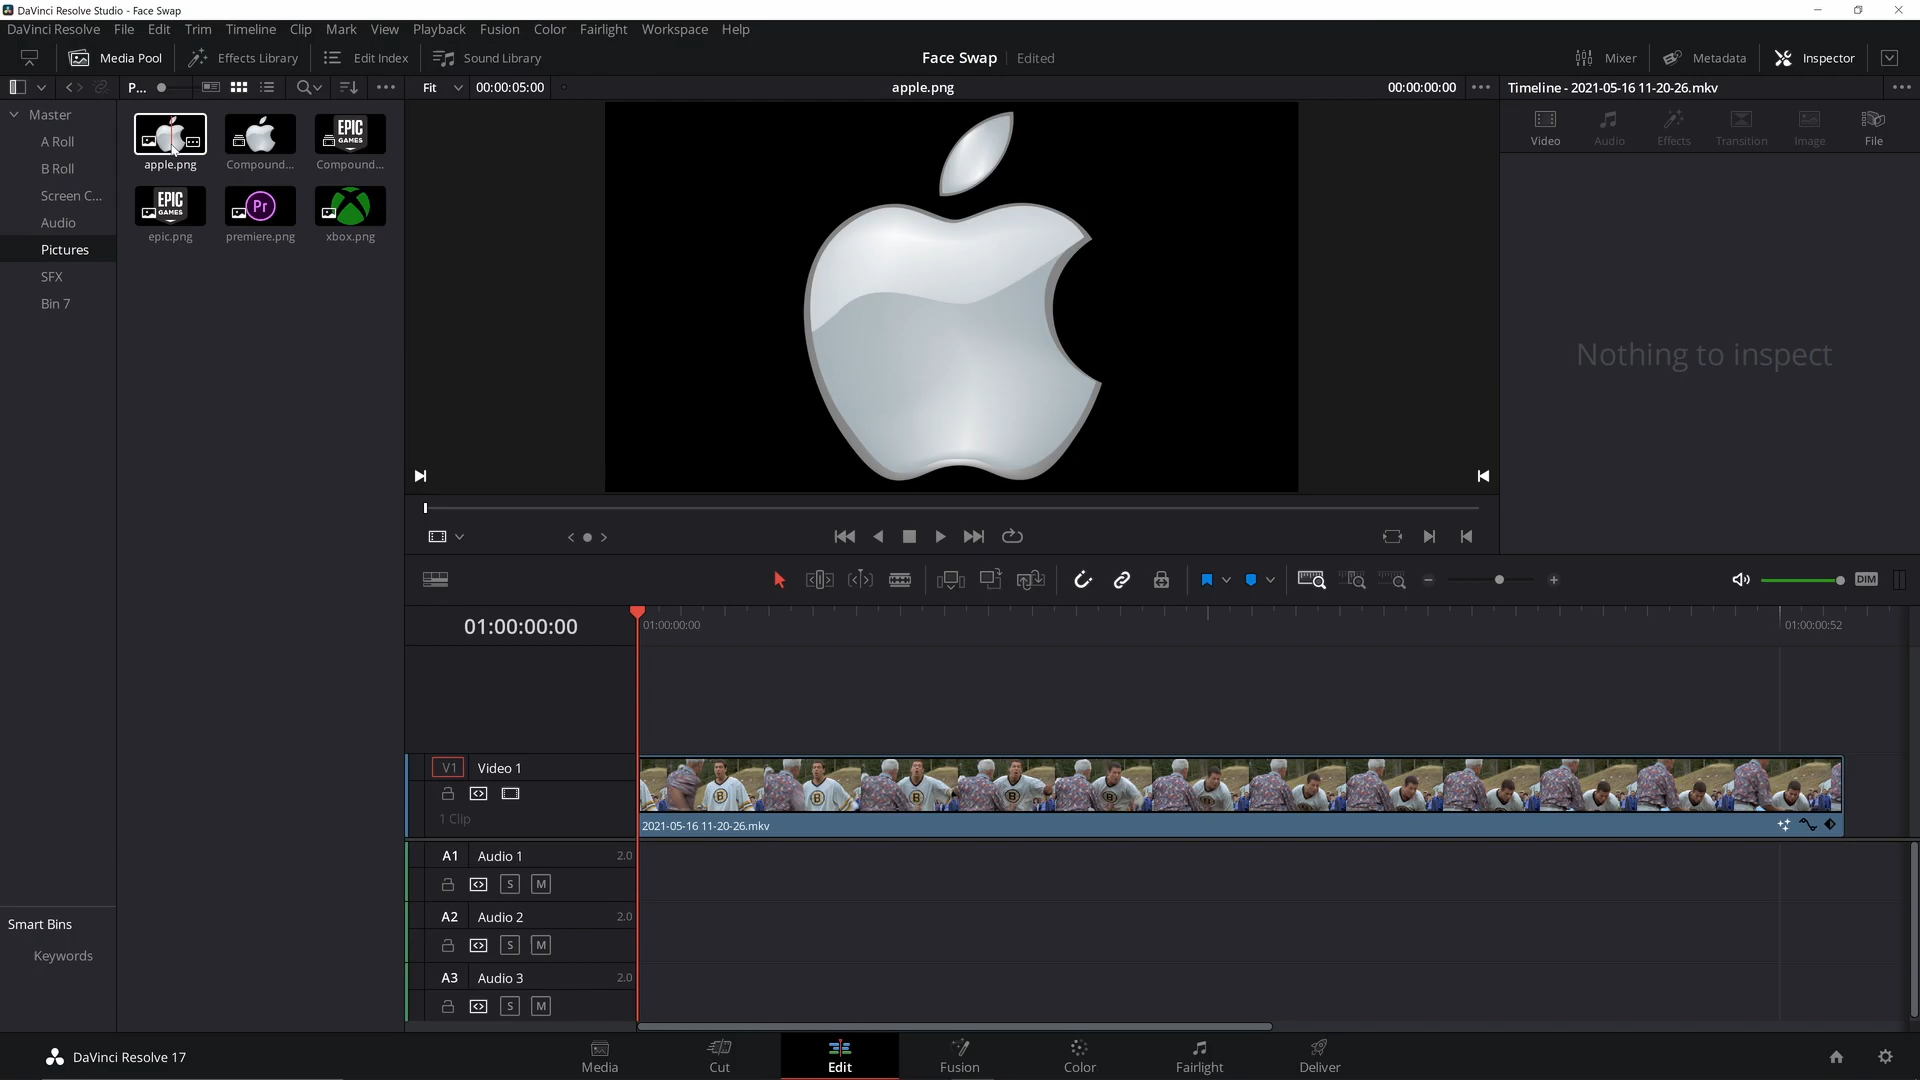 DaVinci Resolve Studio - Face Swap
DaVinci Resolve File Edit Trim Timeline Clip Mark View Playback Fusion Color Fairlight Workspace Help
Media Pool Effects Library Edit Index Sound Library Face Swap Edited Mixer Metadata Inspector
P... Fit 00:00:05:00 apple.png 00:00:00:00 Timeline - 2021-05-16 11-20-26.mkv
Master
A Roll
B Roll
Screen C...
Audio
Pictures
SFX
Bin 7
EPIC
GAMES
apple.png Compound... Compound...
EPIC
GAMES
Pr
epic.png premiere.png xbox.png
Video Audio Effects Transition Image File
Nothing to inspect
DIM
01:00:00:00 01:00:00:00 01:00:00:52
V1 Video 1
1 Clip
2021-05-16 11-20-26.mkv
A1 Audio 1 2.0
S M
A2 Audio 2 2.0
S M
A3 Audio 3 2.0
S M
Smart Bins
Keywords
DaVinci Resolve 17
Media Cut Edit Fusion Color Fairlight Deliver